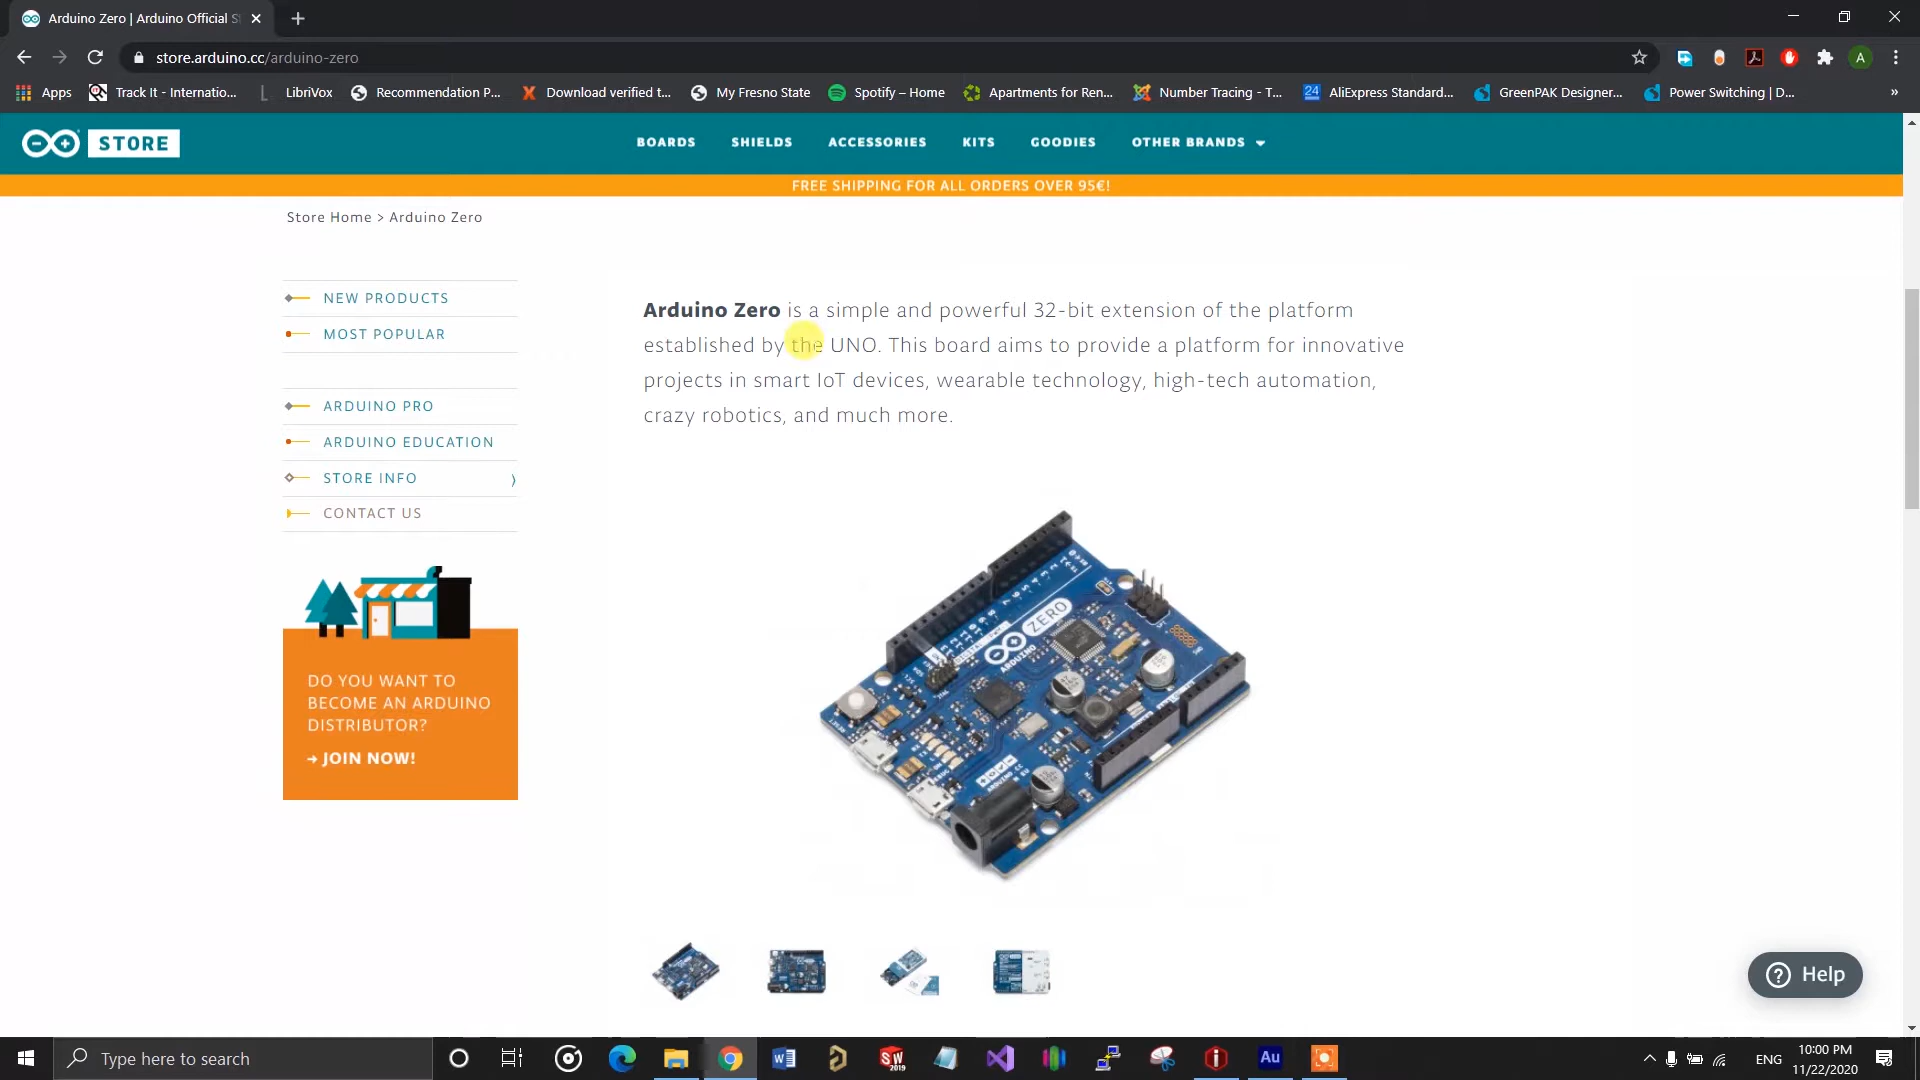 Arduino Zero | Arduino Official S
store.arduino.cc/arduino-zero
A
Apps
Track It - Internatio...
LibriVox
Recommendation P...
Download verified t...
My Fresno State
Spotify – Home
Apartments for Ren...
Number Tracing - T...
24
AliExpress Standard...
GreenPAK Designer...
Power Switching | D...
»
STORE
BOARDS
SHIELDS
ACCESSORIES
KITS
GOODIES
OTHER BRANDS
FREE SHIPPING FOR ALL ORDERS OVER 95€!
Store Home > Arduino Zero
NEW PRODUCTS
MOST POPULAR
ARDUINO PRO
ARDUINO EDUCATION
STORE INFO
CONTACT US
DO YOU WANT TO
BECOME AN ARDUINO
DISTRIBUTOR?
→ JOIN NOW!
Arduino Zero is a simple and powerful 32-bit extension of the platform
established by the UNO. This board aims to provide a platform for innovative
projects in smart IoT devices, wearable technology, high-tech automation,
crazy robotics, and much more.
ZERO
ARDUINO
Help
Type here to search
SW
2019
Au
ENG
10:00 PM
11/22/2020